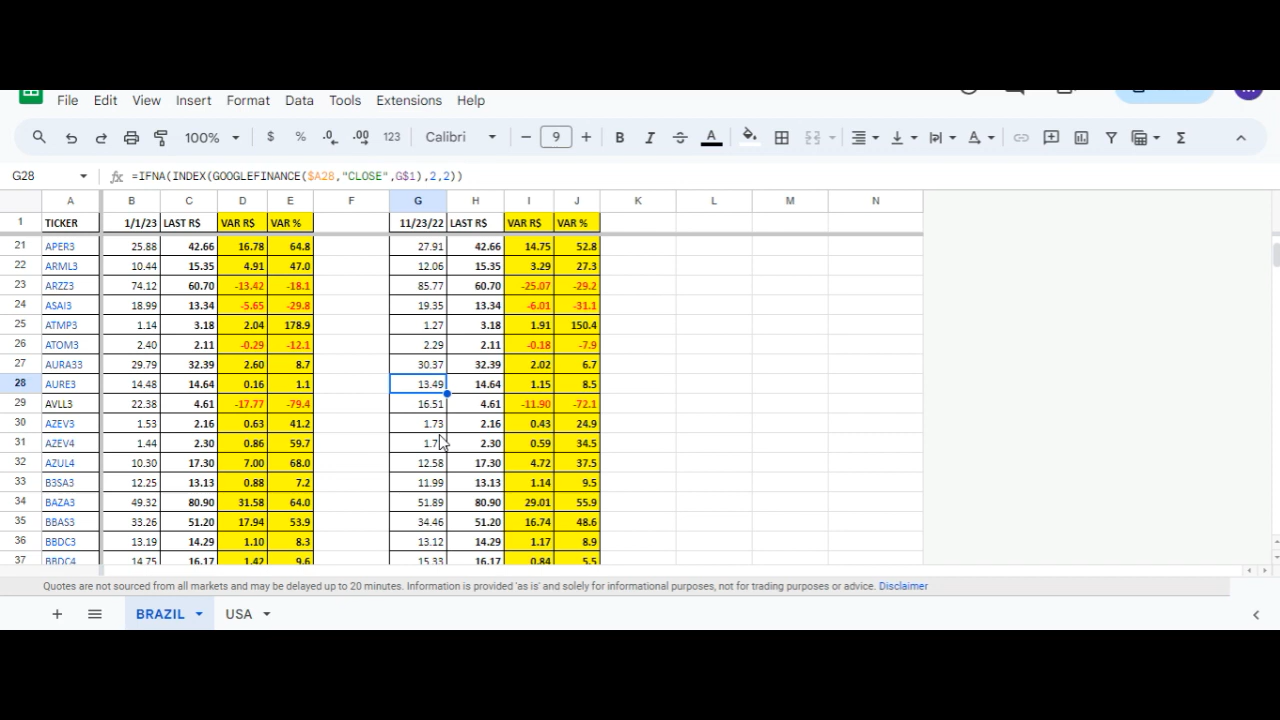 File Edit View Insert Format Data Tools Extensions Help
100% $ % .0 .00 123 Calibri 9 B I A Σ
G28 fx =IFNA(INDEX(GOOGLEFINANCE($A28,"CLOSE",G$1),2,2))
A B C D E F G H I J K L M N
1 TICKER 1/1/23 LAST R$ VAR R$ VAR % 11/23/22 LAST R$ VAR R$ VAR %
21 APER3 25.88 42.66 16.78 64.8 27.91 42.66 14.75 52.8
22 ARML3 10.44 15.35 4.91 47.0 12.06 15.35 3.29 27.3
23 ARZZ3 74.12 60.70 -13.42 -18.1 85.77 60.70 -25.07 -29.2
24 ASAI3 18.99 13.34 -5.65 -29.8 19.35 13.34 -6.01 -31.1
25 ATMP3 1.14 3.18 2.04 178.9 1.27 3.18 1.91 150.4
26 ATOM3 2.40 2.11 -0.29 -12.1 2.29 2.11 -0.18 -7.9
27 AURA33 29.79 32.39 2.60 8.7 30.37 32.39 2.02 6.7
28 AURE3 14.48 14.64 0.16 1.1 13.49 14.64 1.15 8.5
29 AVLL3 22.38 4.61 -17.77 -79.4 16.51 4.61 -11.90 -72.1
30 AZEV3 1.53 2.16 0.63 41.2 1.73 2.16 0.43 24.9
31 AZEV4 1.44 2.30 0.86 59.7 2.30 0.59 34.5
32 AZUL4 10.30 17.30 7.00 68.0 12.58 17.30 4.72 37.5
33 B3SA3 12.25 13.13 0.88 7.2 11.99 13.13 1.14 9.5
34 BAZA3 49.32 80.90 31.58 64.0 51.89 80.90 29.01 55.9
35 BBAS3 33.26 51.20 17.94 53.9 34.46 51.20 16.74 48.6
36 BBDC3 13.19 14.29 1.10 8.3 13.12 14.29 1.17 8.9
37 BBDC4 14.75 16.17 1.42 9.6 15.33 16.17 0.84 5.5
Quotes are not sourced from all markets and may be delayed up to 20 minutes. Information is provided 'as is' and solely for informational purposes, not for trading purposes or advice. Disclaimer
BRAZIL USA